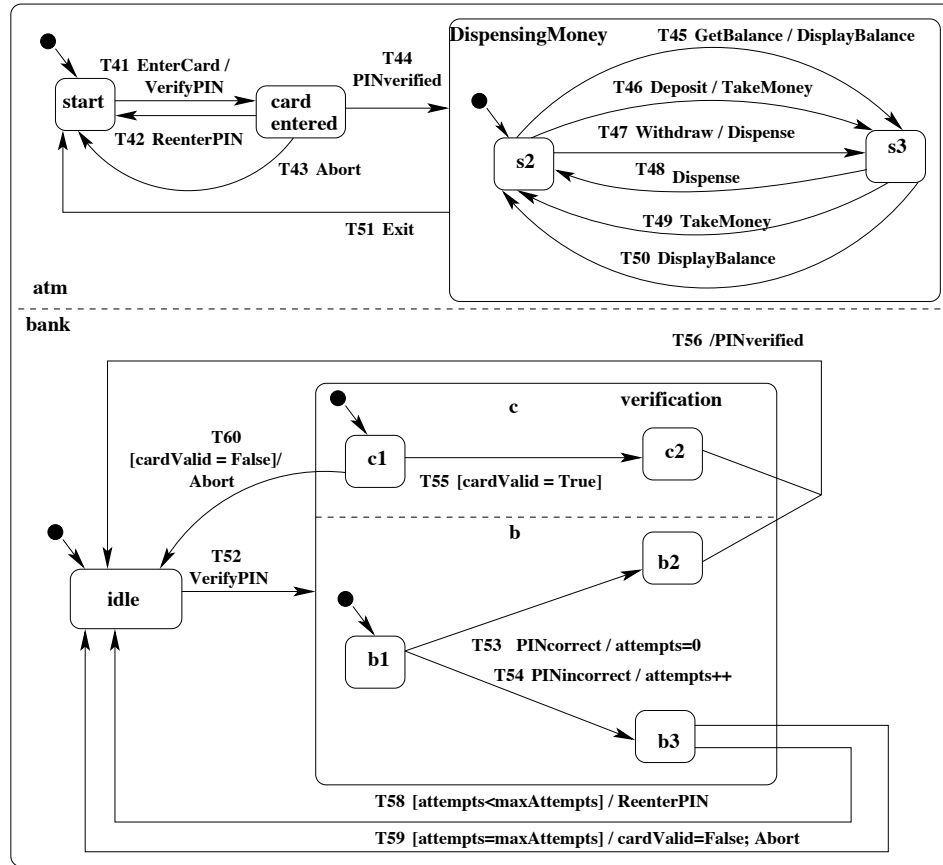 DispensingMoney
T45 GetBalance / DisplayBalance
T41 EnterCard /
VerifyPIN
T44
PINverified
T46 Deposit / TakeMoney
start
card
entered
T47 Withdraw / Dispense
s2
s3
T42 ReenterPIN
T48 Dispense
T43 Abort
T49 TakeMoney
T51 Exit
T50 DisplayBalance
atm
bank
T56 /PINverified
c
verification
T60
[cardValid = False]/
Abort
c1
c2
T55 [cardValid = True]
b
T52
VerifyPIN
b2
idle
b1
T53 PINcorrect / attempts=0
T54 PINincorrect / attempts++
b3
T58 [attempts<maxAttempts] / ReenterPIN
T59 [attempts=maxAttempts] / cardValid=False; Abort